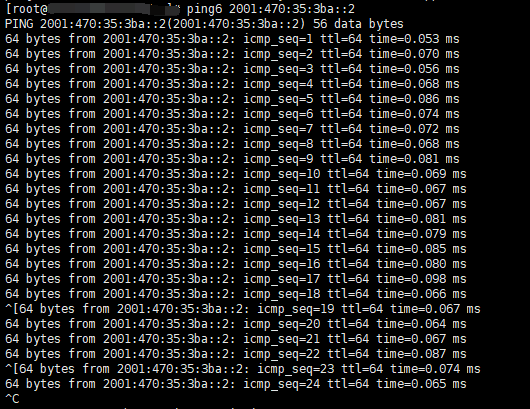 [root@ ]# ping6 2001:470:35:3ba::2
PING 2001:470:35:3ba::2(2001:470:35:3ba::2) 56 data bytes
64 bytes from 2001:470:35:3ba::2: icmp_seq=1 ttl=64 time=0.053 ms
64 bytes from 2001:470:35:3ba::2: icmp_seq=2 ttl=64 time=0.070 ms
64 bytes from 2001:470:35:3ba::2: icmp_seq=3 ttl=64 time=0.056 ms
64 bytes from 2001:470:35:3ba::2: icmp_seq=4 ttl=64 time=0.068 ms
64 bytes from 2001:470:35:3ba::2: icmp_seq=5 ttl=64 time=0.086 ms
64 bytes from 2001:470:35:3ba::2: icmp_seq=6 ttl=64 time=0.074 ms
64 bytes from 2001:470:35:3ba::2: icmp_seq=7 ttl=64 time=0.072 ms
64 bytes from 2001:470:35:3ba::2: icmp_seq=8 ttl=64 time=0.068 ms
64 bytes from 2001:470:35:3ba::2: icmp_seq=9 ttl=64 time=0.081 ms
64 bytes from 2001:470:35:3ba::2: icmp_seq=10 ttl=64 time=0.069 ms
64 bytes from 2001:470:35:3ba::2: icmp_seq=11 ttl=64 time=0.067 ms
64 bytes from 2001:470:35:3ba::2: icmp_seq=12 ttl=64 time=0.067 ms
64 bytes from 2001:470:35:3ba::2: icmp_seq=13 ttl=64 time=0.081 ms
64 bytes from 2001:470:35:3ba::2: icmp_seq=14 ttl=64 time=0.079 ms
64 bytes from 2001:470:35:3ba::2: icmp_seq=15 ttl=64 time=0.085 ms
64 bytes from 2001:470:35:3ba::2: icmp_seq=16 ttl=64 time=0.080 ms
64 bytes from 2001:470:35:3ba::2: icmp_seq=17 ttl=64 time=0.098 ms
64 bytes from 2001:470:35:3ba::2: icmp_seq=18 ttl=64 time=0.066 ms
^[64 bytes from 2001:470:35:3ba::2: icmp_seq=19 ttl=64 time=0.067 ms
64 bytes from 2001:470:35:3ba::2: icmp_seq=20 ttl=64 time=0.064 ms
64 bytes from 2001:470:35:3ba::2: icmp_seq=21 ttl=64 time=0.067 ms
64 bytes from 2001:470:35:3ba::2: icmp_seq=22 ttl=64 time=0.087 ms
^[64 bytes from 2001:470:35:3ba::2: icmp_seq=23 ttl=64 time=0.074 ms
64 bytes from 2001:470:35:3ba::2: icmp_seq=24 ttl=64 time=0.065 ms
^C